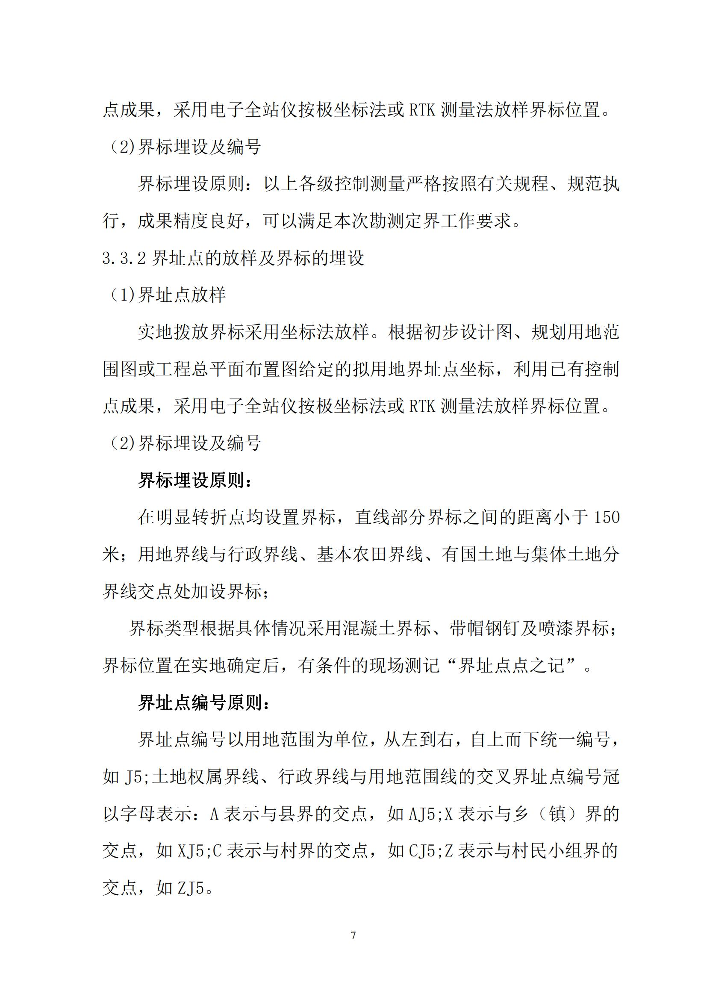 点成果，采用电子全站仪按极坐标法或 RTK 测量法放样界标位置。
（2)界标埋设及编号
界标埋设原则：以上各级控制测量严格按照有关规程、规范执
行，成果精度良好，可以满足本次勘测定界工作要求。
3.3.2 界址点的放样及界标的埋设
（1)界址点放样
实地拨放界标采用坐标法放样。根据初步设计图、规划用地范
围图或工程总平面布置图给定的拟用地界址点坐标，利用已有控制
点成果，采用电子全站仪按极坐标法或 RTK 测量法放样界标位置。
（2)界标埋设及编号
界标埋设原则：
在明显转折点均设置界标，直线部分界标之间的距离小于 150
米；用地界线与行政界线、基本农田界线、有国土地与集体土地分
界线交点处加设界标；
界标类型根据具体情况采用混凝土界标、带帽钢钉及喷漆界标；
界标位置在实地确定后，有条件的现场测记“界址点点之记”。
界址点编号原则：
界址点编号以用地范围为单位，从左到右，自上而下统一编号，
如 J5;土地权属界线、行政界线与用地范围线的交叉界址点编号冠
以字母表示：A 表示与县界的交点，如 AJ5;X 表示与乡（镇）界的
交点，如 XJ5;C 表示与村界的交点，如 CJ5;Z 表示与村民小组界的
交点，如 ZJ5。
7